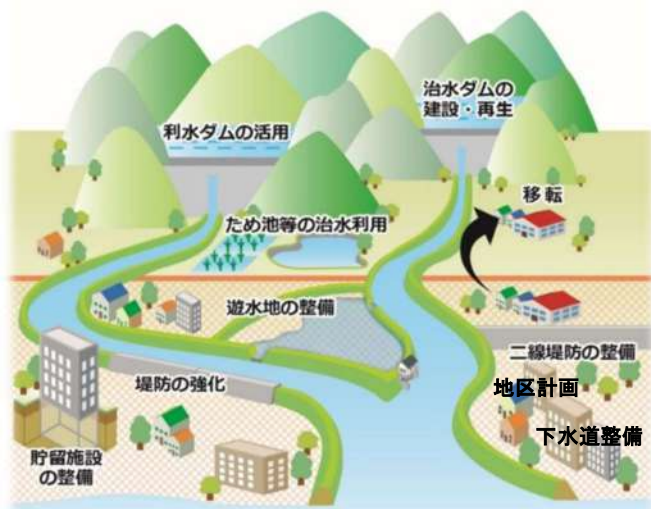 治水ダムの
建設・再生
利水ダムの活用
移転
ため池等の治水利用
遊水地の整備
二線堤防の整備
堤防の強化
地区計画
下水道整備
貯留施設
の整備